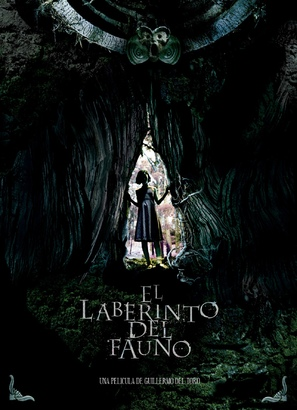 EL
LABERINTO
DEL
FAUNO
UNA PELICULA DE GUILLERMO DEL TORO